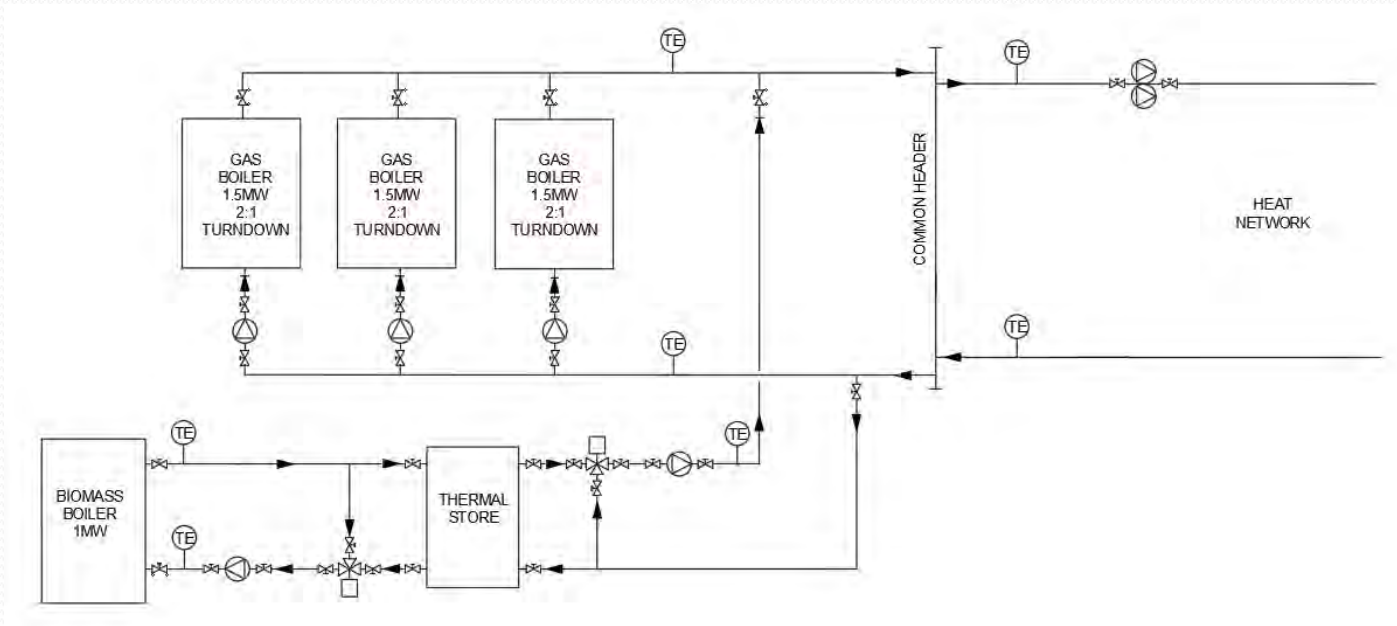 TE
TE
GAS
BOILER
1.5MW
2:1
TURNDOWN
GAS
BOILER
1.5MW
2:1
TURNDOWN
GAS
BOILER
1.5MW
2:1
TURNDOWN
COMMON HEADER
HEAT
NETWORK
TE
TE
TE
TE
TE
BIOMASS
BOILER
1MW
THERMAL
STORE